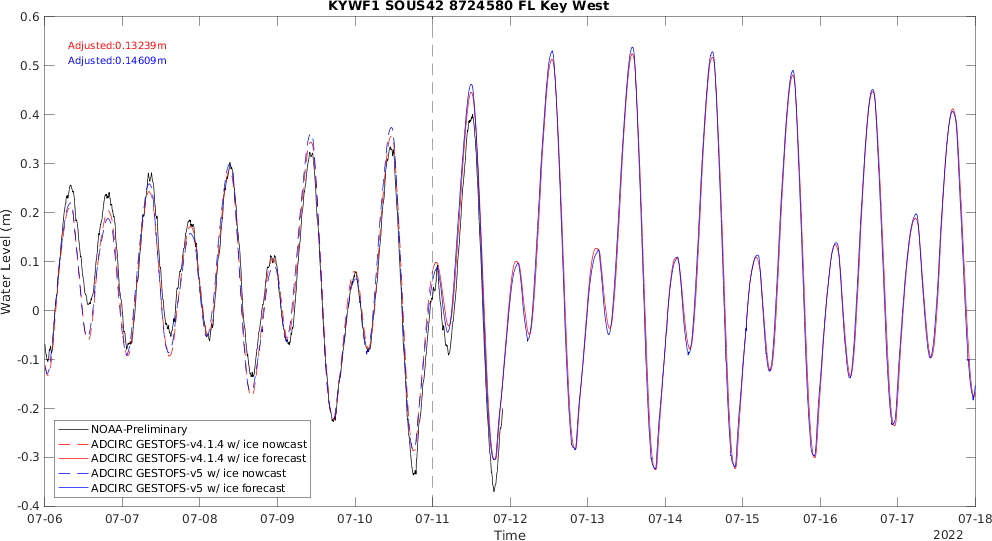 KYWF1 SOUS42 8724580 FL Key West
Adjusted:0.13239m
Adjusted:0.14609m
Water Level (m)
0.6
0.5
0.4
0.3
0.2
0.1
0
-0.1
-0.2
-0.3
-0.4
NOAA-Preliminary
ADCIRC GESTOFS-v4.1.4 w/ ice nowcast
ADCIRC GESTOFS-v4.1.4 w/ ice forecast
ADCIRC GESTOFS-v5 w/ ice nowcast
ADCIRC GESTOFS-v5 w/ ice forecast
07-06 07-07 07-08 07-09 07-10 07-11 07-12 07-13 07-14 07-15 07-16 07-17 07-18
Time
2022